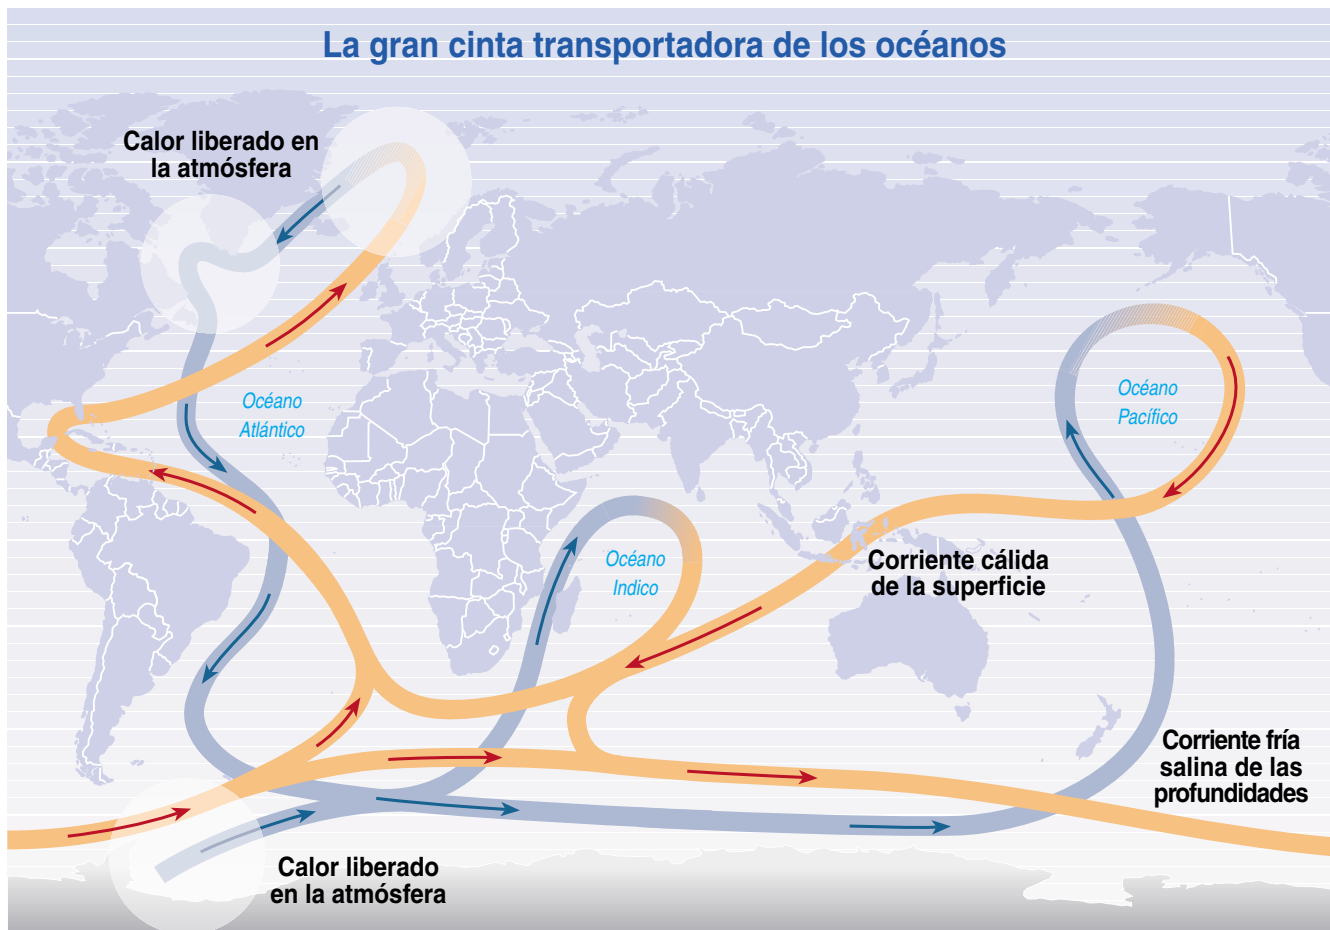 La gran cinta transportadora de los océanos
Calor liberado en
la atmósfera
Océano
Atlántico
Océano
Pacífico
Océano
Indico
Corriente cálida
de la superficie
Corriente fría
salina de las
profundidades
Calor liberado
en la atmósfera